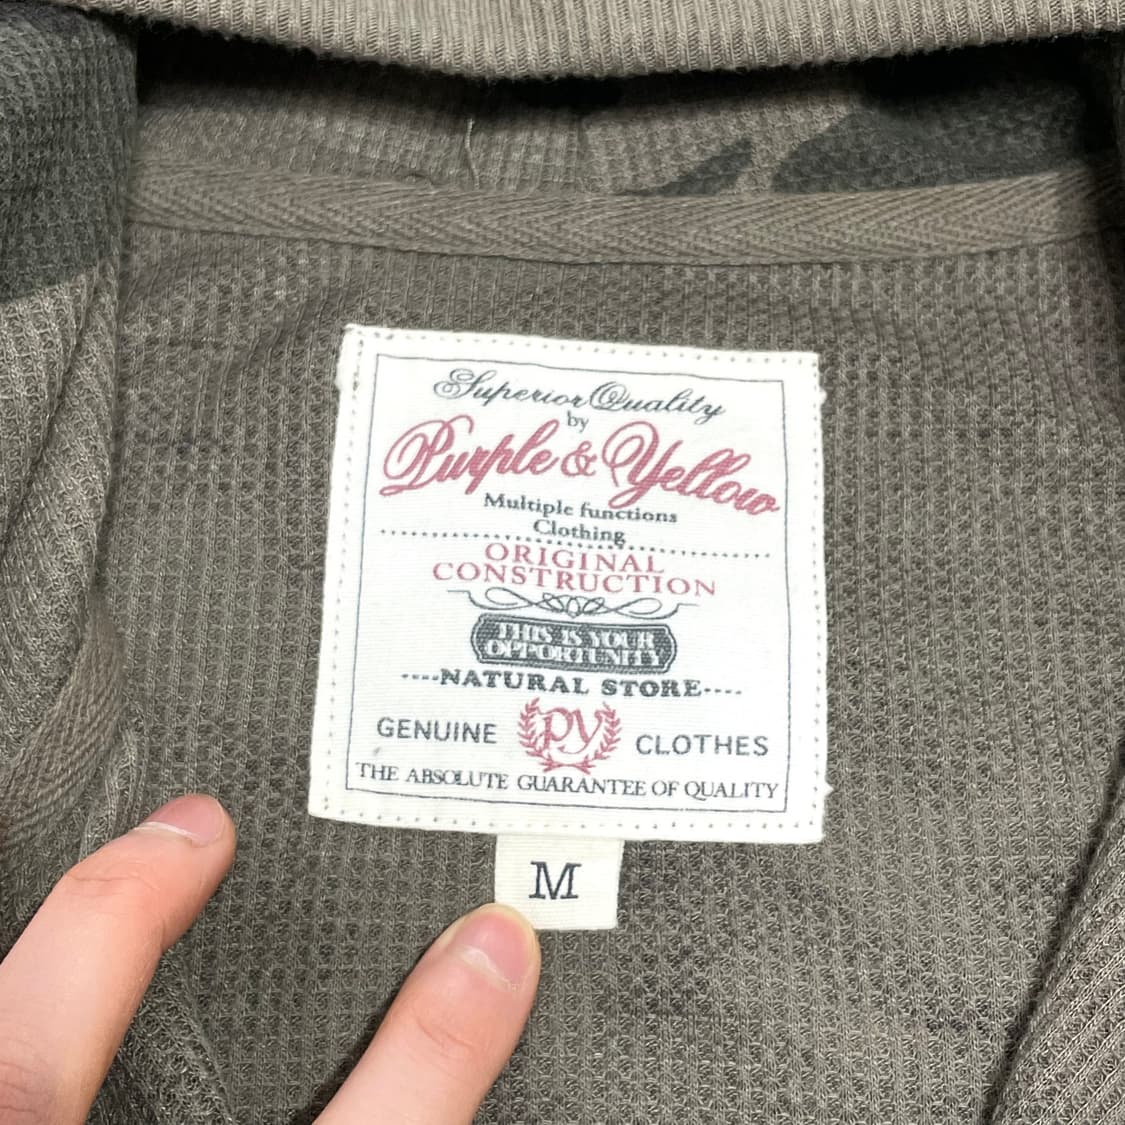 Superior Quality
by
Purple & Yellow
Multiple functions
Clothing
ORIGINAL
CONSTRUCTION
THIS IS YOUR
OPPORTUNITY
----NATURAL STORE----
GENUINE py CLOTHES
THE ABSOLUTE GUARANTEE OF QUALITY
M